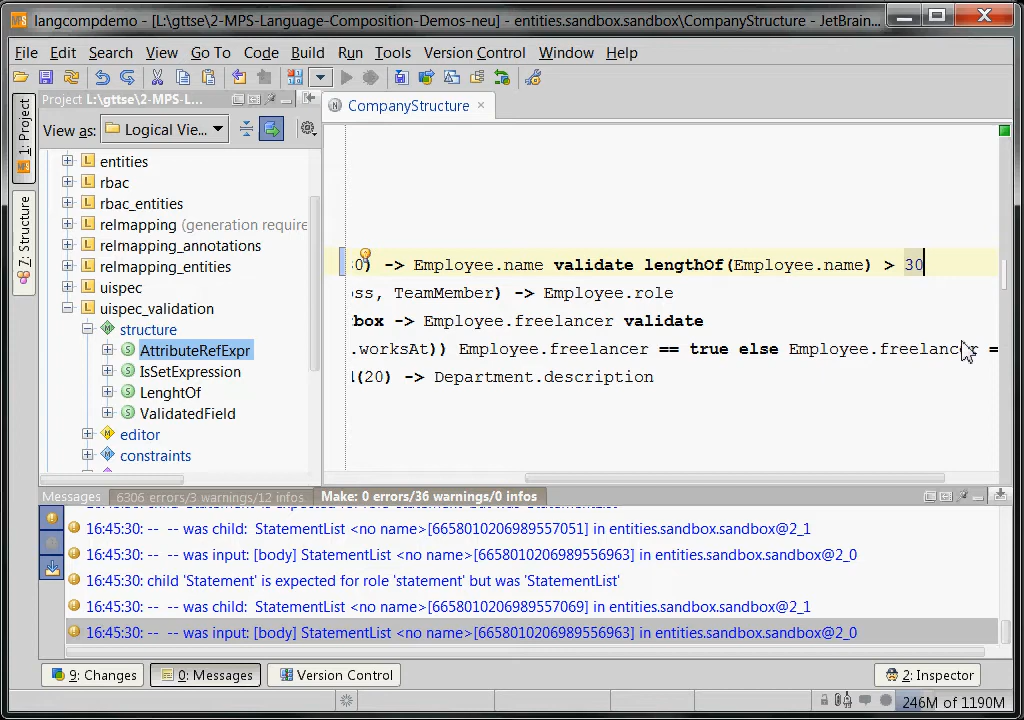 langcompdemo - [L:\gttse\2-MPS-Language-Composition-Demos-neu] - entities.sandbox.sandbox\CompanyStructure - JetBrain...
File Edit Search View Go To Code Build Run Tools Version Control Window Help
Project L:\gttse\2-MPS-L...
CompanyStructure
View as: Logical Vie...
1: Project
7: Structure
entities
rbac
rbac_entities
relmapping (generation require
relmapping_annotations
relmapping_entities
uispec
uispec_validation
structure
AttributeRefExpr
IsSetExpression
LenghtOf
ValidatedField
editor
constraints
30) -> Employee.name validate lengthOf(Employee.name) > 30
oss, TeamMember) -> Employee.role
kbox -> Employee.freelancer validate
.worksAt)) Employee.freelancer == true else Employee.freelancer =
l(20) -> Department.description
Messages 6306 errors/3 warnings/12 infos Make: 0 errors/36 warnings/0 infos
16:45:30: -- -- was child: StatementList <no name>[6658010206989557051] in entities.sandbox.sandbox@2_1
16:45:30: -- -- was input: [body] StatementList <no name>[6658010206989556963] in entities.sandbox.sandbox@2_0
16:45:30: child 'Statement' is expected for role 'statement' but was 'StatementList'
16:45:30: -- -- was child: StatementList <no name>[6658010206989557069] in entities.sandbox.sandbox@2_1
16:45:30: -- -- was input: [body] StatementList <no name>[6658010206989556963] in entities.sandbox.sandbox@2_0
9: Changes 0: Messages Version Control 2: Inspector
246M of 1190M